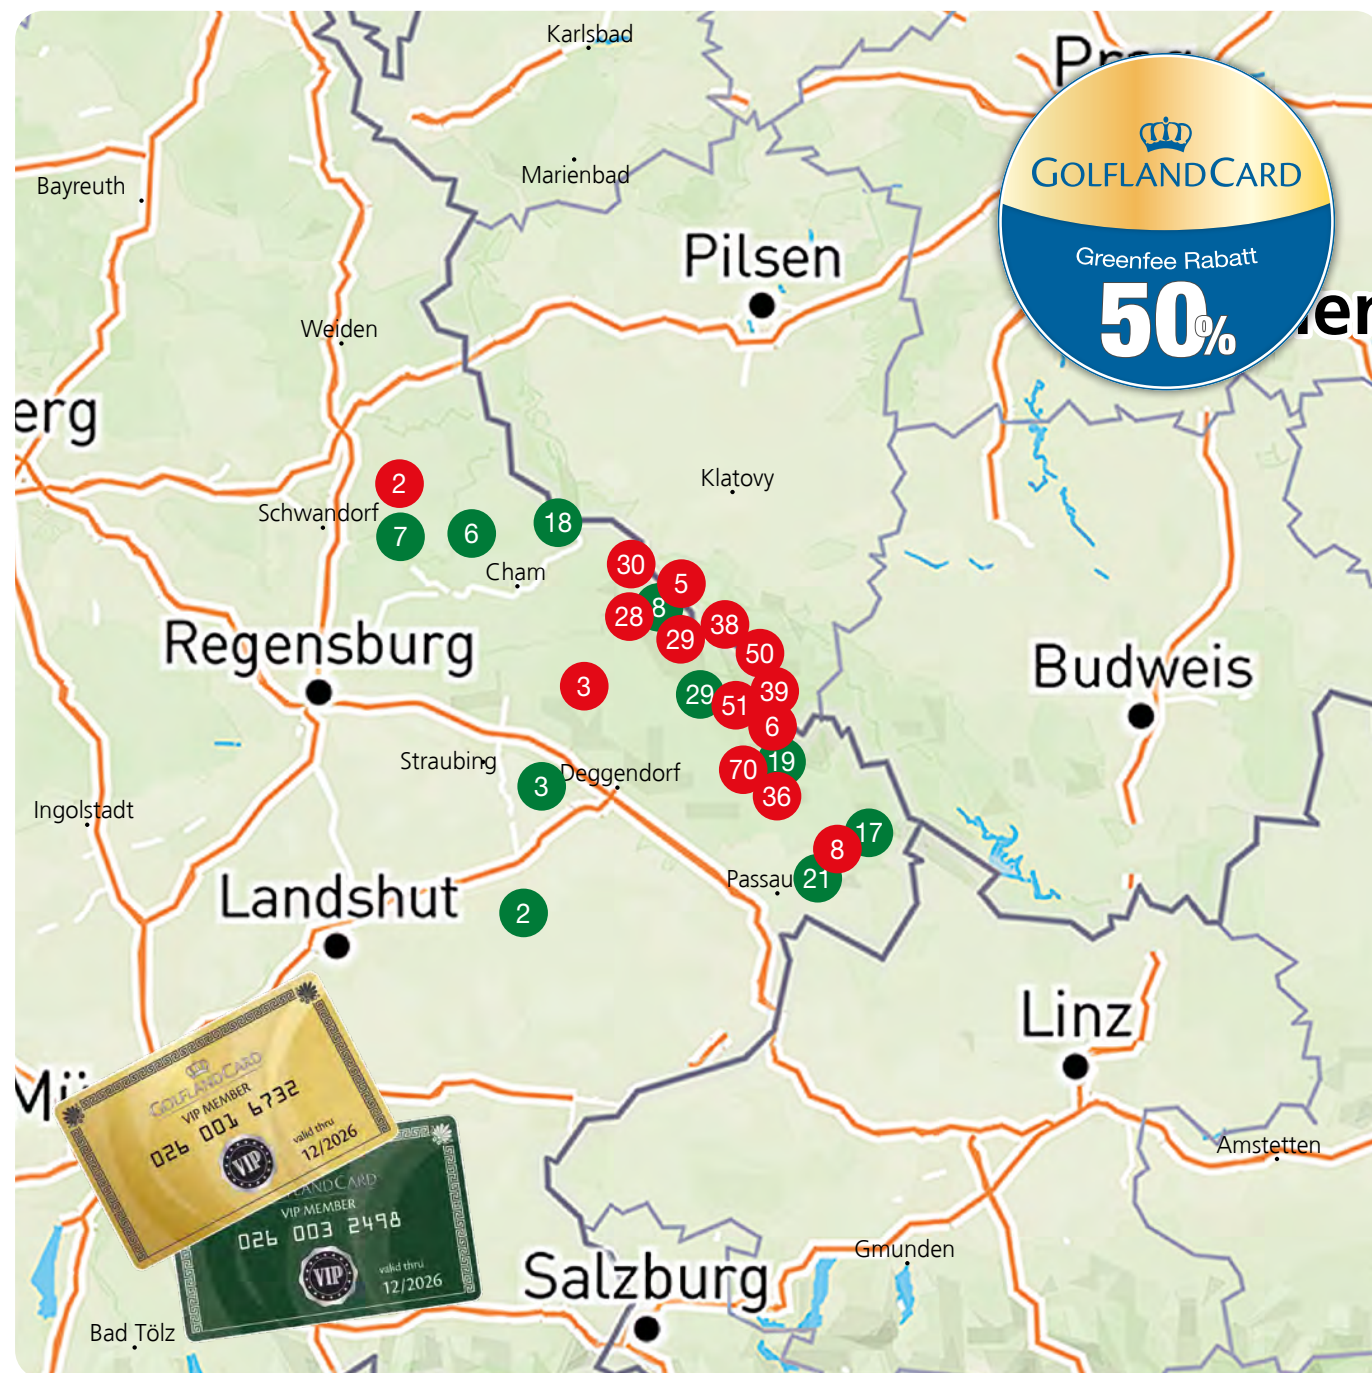 Karlsbad
Prag
GOLFLANDCARD
Greenfee Rabatt
50%
Bayreuth
Marienbad
Pilsen
Weiden
erg
Klatovy
2
Schwandorf
7
6
18
Cham
30
5
8
28
29
38
50
Regensburg
Budweis
3
29
51
39
6
Straubing
3
Deggendorf
70
19
36
Ingolstadt
17
8
Passau
21
Landshut
2
Linz
GOLFLANDCARD
VIP MEMBER
026 001 6732
valid thru
12/2026
VIP
LANDCARD
VIP MEMBER
026 003 2498
valid thru
12/2026
VIP
Amstetten
Gmunden
Salzburg
Bad Tölz